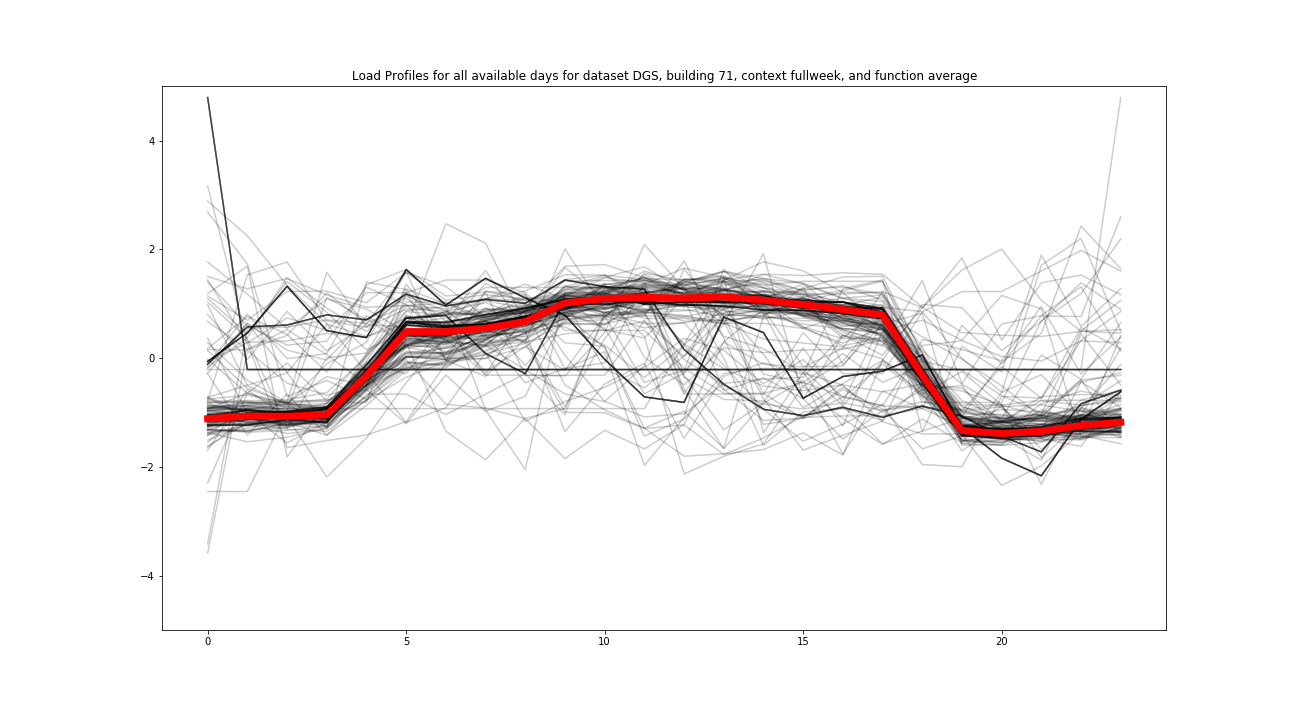 Load Profiles for all available days for dataset DGS, building 71, context fullweek, and function average
4
2
0
−2
−4
0 5 10 15 20